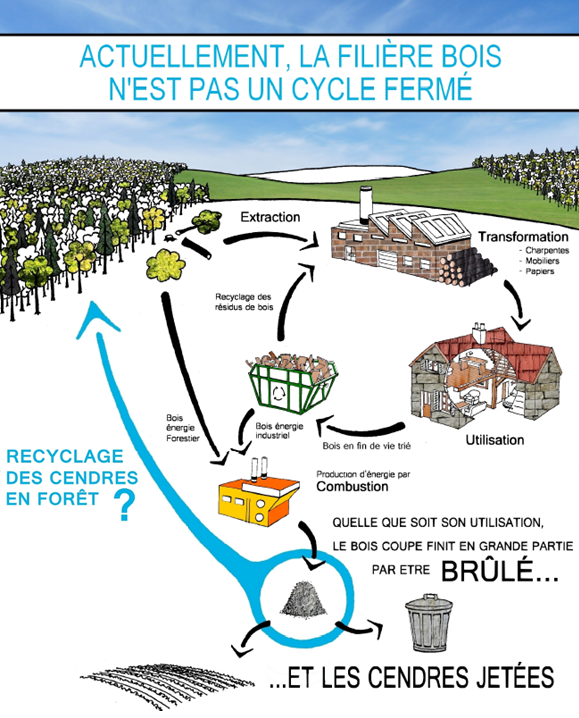 ACTUELLEMENT, LA FILIÈRE BOIS
N'EST PAS UN CYCLE FERMÉ
Extraction
Transformation
- Charpentes
- Mobiliers
- Papiers
Recyclage des
résidus de bois
Bois
énergie
Forestier
Bois énergie
industriel
Bois en fin de vie trié
Utilisation
RECYCLAGE
DES CENDRES
EN FORÊT ?
Production d'énergie par
Combustion
QUELLE QUE SOIT SON UTILISATION,
LE BOIS COUPE FINIT EN GRANDE PARTIE
PAR ETRE BRÛLÉ...
...ET LES CENDRES JETÉES